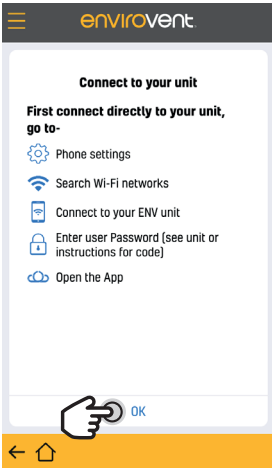 envirovent
Connect to your unit
First connect directly to your unit,
go to-
Phone settings
Search Wi-Fi networks
Connect to your ENV unit
Enter user Password (see unit or
instructions for code)
Open the App
OK